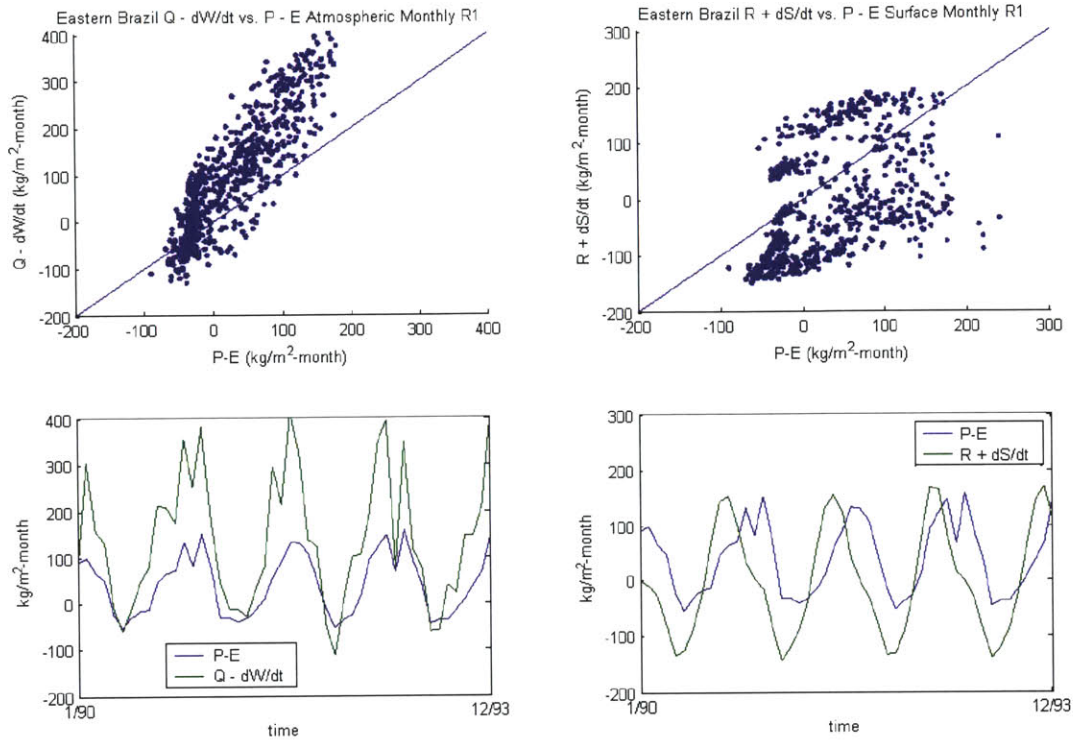 Eastern Brazil Q - dW/dt vs. P - E Atmospheric Monthly R1
400
300
200
100
0
-100
-200
Q - dW/dt (kg/m²-month)
-200 -100 0 100 200 300 400
P-E (kg/m²-month)
Eastern Brazil R + dS/dt vs. P - E Surface Monthly R1
300
200
100
0
-100
-200
R + dS/dt (kg/m²-month)
-200 -100 0 100 200 300
P-E (kg/m²-month)
400
300
200
100
0
-100
-200
kg/m²-month
P-E
Q - dW/dt
1/90 12/93
time
300
200
100
0
-100
-200
kg/m²-month
P-E
R + dS/dt
1/90 12/93
time